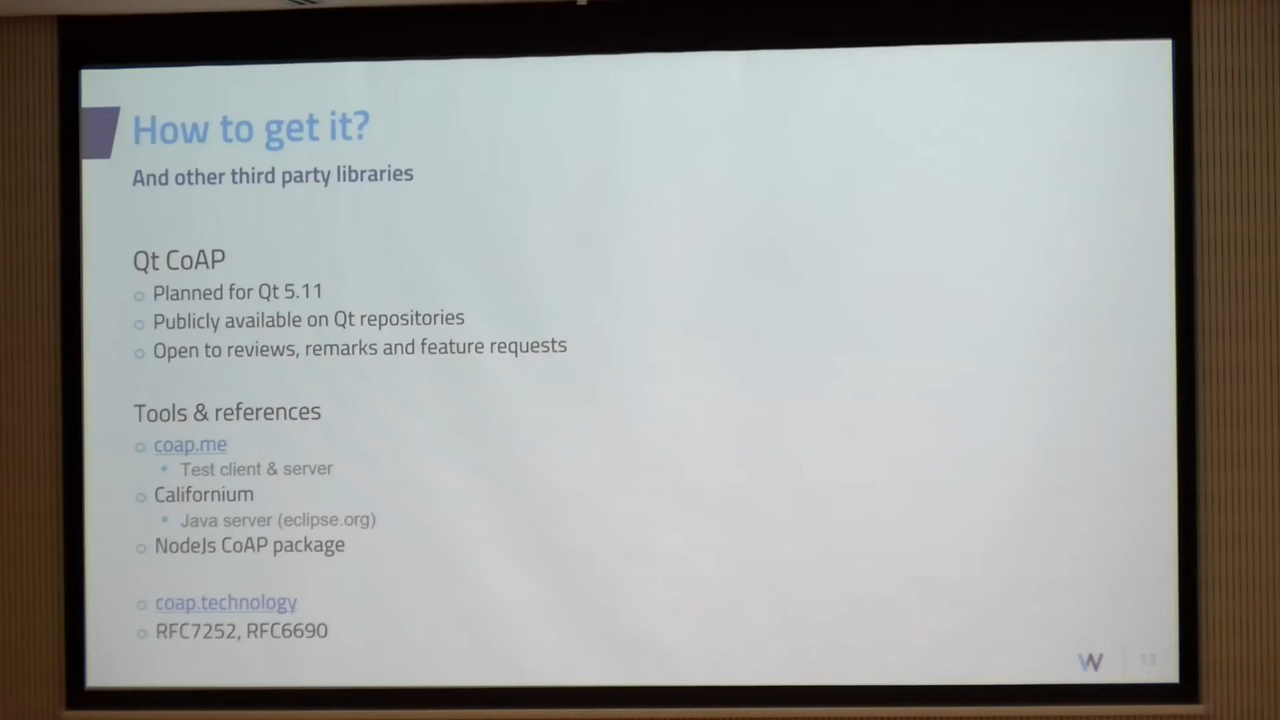 How to get it?
And other third party libraries
Qt CoAP
Planned for Qt 5.11
Publicly available on Qt repositories
Open to reviews, remarks and feature requests
Tools & references
coap.me
Test client & server
Californium
Java server (eclipse.org)
NodeJs CoAP package
coap.technology
RFC7252, RFC6690
W 13